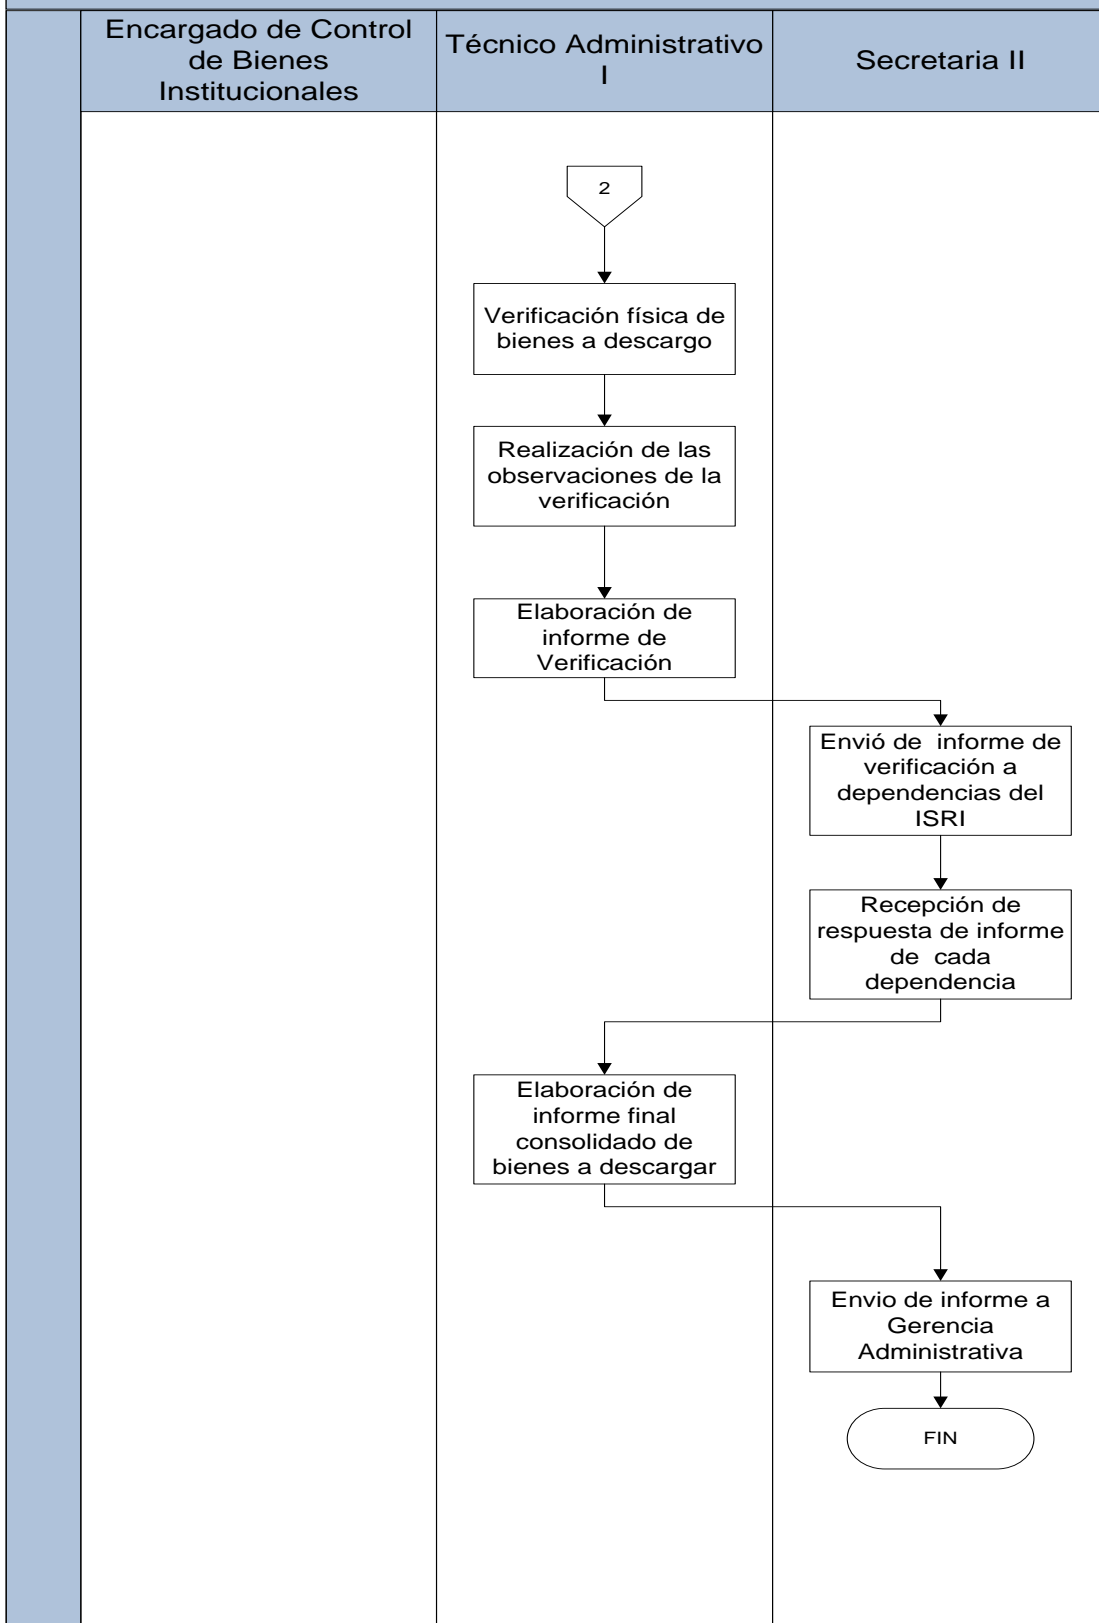 Encargado de Control
de Bienes
Institucionales
Técnico Administrativo
I
Secretaria II
2
Verificación física de
bienes a descargo
Realización de las
observaciones de la
verificación
Elaboración de
informe de
Verificación
Envió de  informe de
verificación a
dependencias del
ISRI
Recepción de
respuesta de informe
de  cada
dependencia
Elaboración de
informe final
consolidado de
bienes a descargar
Envio de informe a
Gerencia
Administrativa
FIN